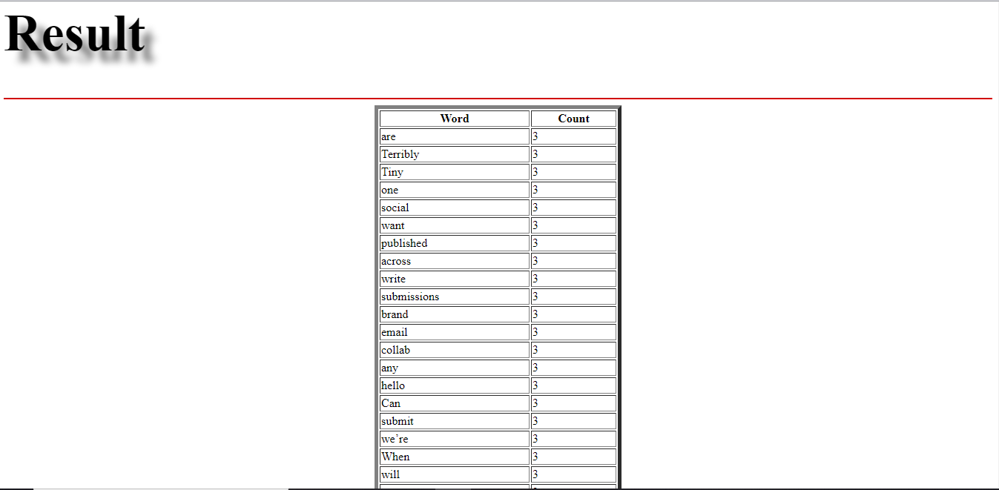 Result
Word Count
are 3
Terribly 3
Tiny 3
one 3
social 3
want 3
published 3
across 3
write 3
submissions 3
brand 3
email 3
collab 3
any 3
hello 3
Can 3
submit 3
we’re 3
When 3
will 3